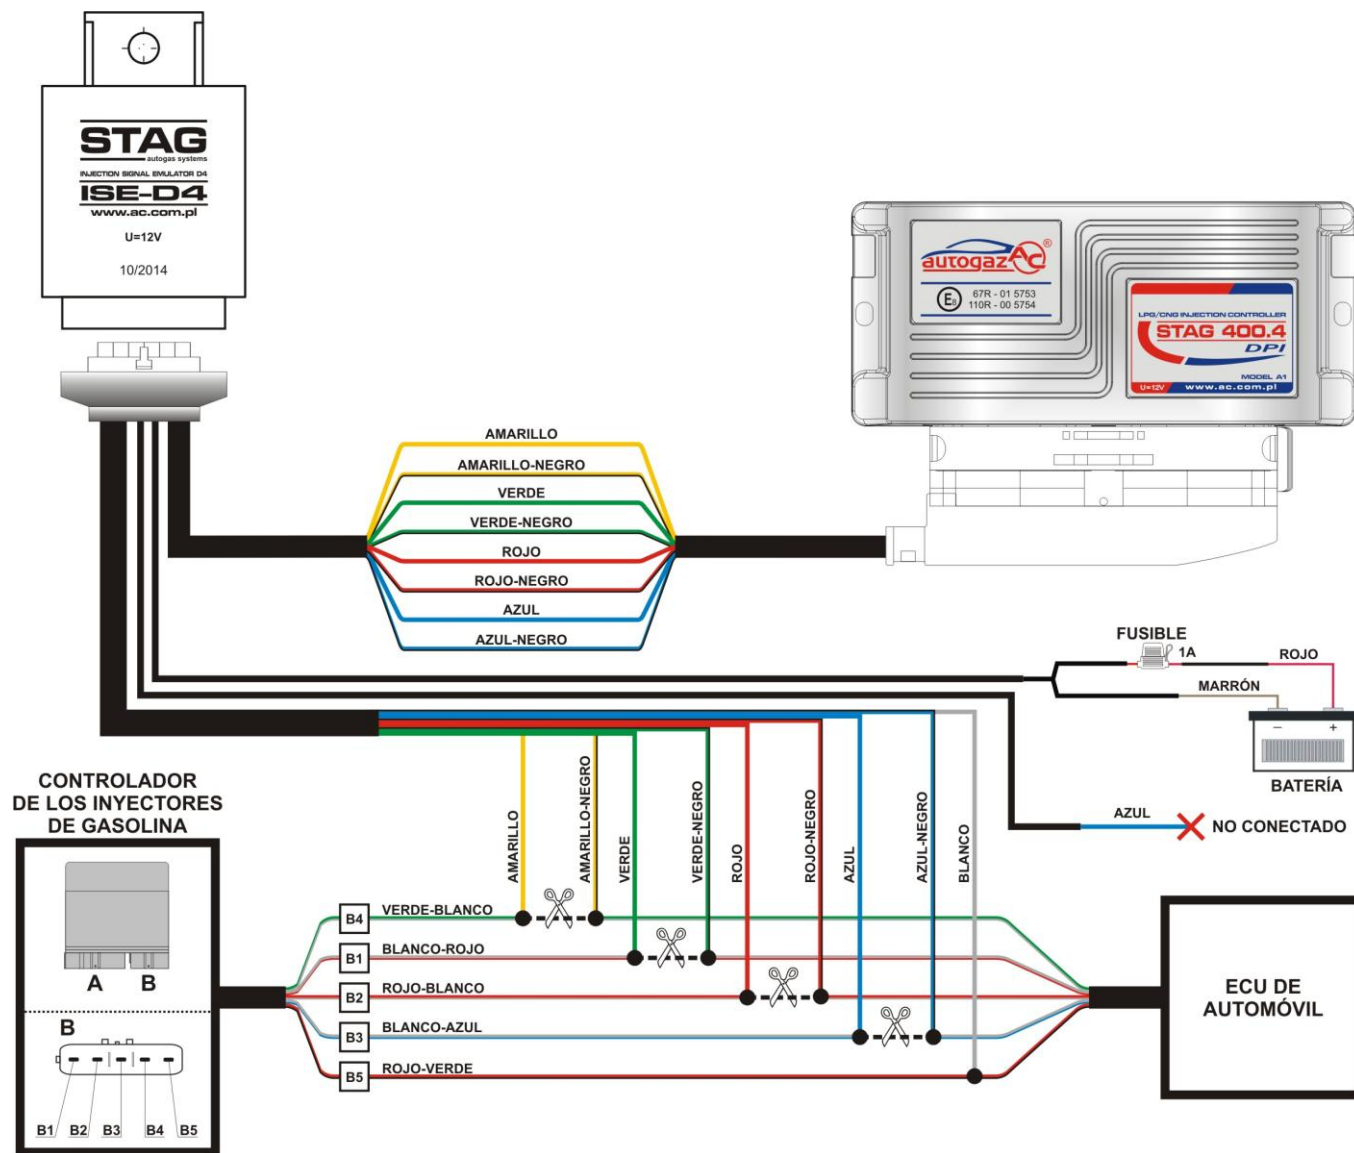 STAG
autogas systems
INJECTION SIGNAL EMULATOR D4
ISE-D4
www.ac.com.pl
U=12V
10/2014
autogaz AC ®
E8
67R - 01 5753
110R - 00 5754
LPG/CNG INJECTION CONTROLLER
STAG 400.4
DPI
MODEL A1
U=12V
www.ac.com.pl
AMARILLO
AMARILLO-NEGRO
VERDE
VERDE-NEGRO
ROJO
ROJO-NEGRO
AZUL
AZUL-NEGRO
FUSIBLE
1A
ROJO
MARRÓN
– +
BATERÍA
AZUL
NO CONECTADO
CONTROLADOR
DE LOS INYECTORES
DE GASOLINA
A B
B
B1 B2 B3 B4 B5
AMARILLO
AMARILLO-NEGRO
VERDE
VERDE-NEGRO
ROJO
ROJO-NEGRO
AZUL
AZUL-NEGRO
BLANCO
B4 VERDE-BLANCO
B1 BLANCO-ROJO
B2 ROJO-BLANCO
B3 BLANCO-AZUL
B5 ROJO-VERDE
ECU DE
AUTOMÓVIL